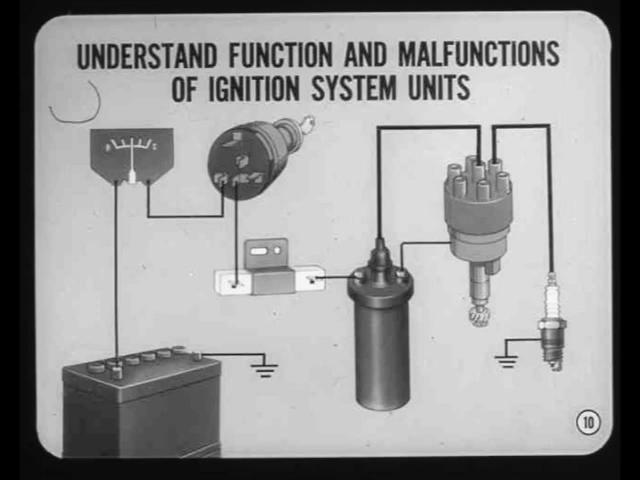 UNDERSTAND FUNCTION AND MALFUNCTIONS
OF IGNITION SYSTEM UNITS
10